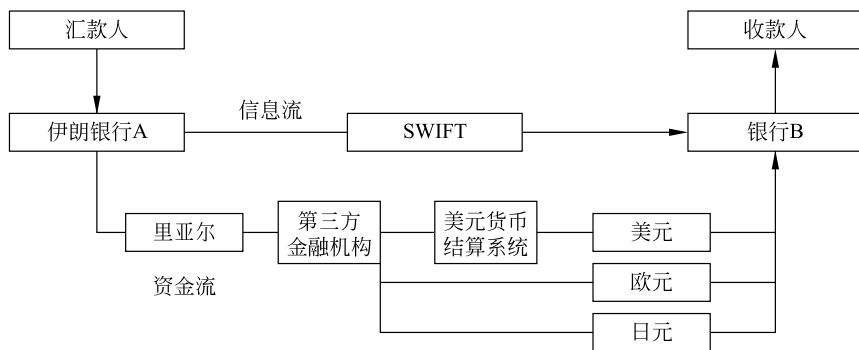 汇款人
收款人
信息流
伊朗银行A
SWIFT
银行B
里亚尔
第三方
金融机构
美元货币
结算系统
美元
资金流
欧元
日元